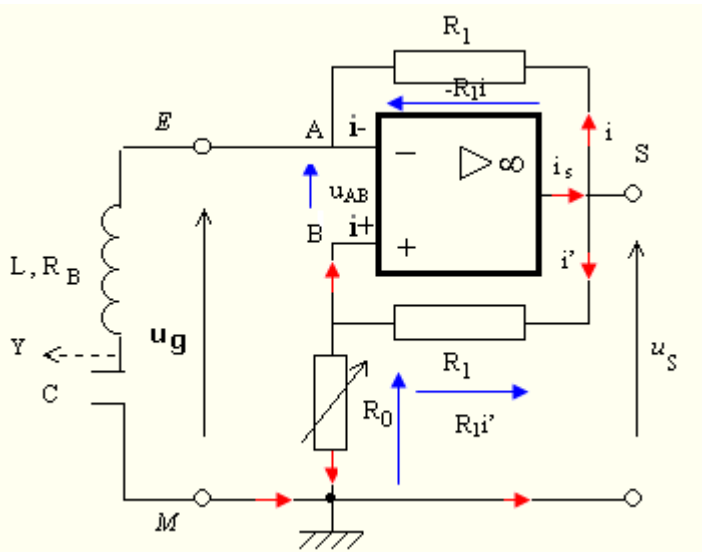 R1
-R1i
E
A
i-
i
S
− ▷ ∞
is
uAB
B
i+
+
i'
L, RB
ug
uS
Y
C
R1
R0
R1i'
M